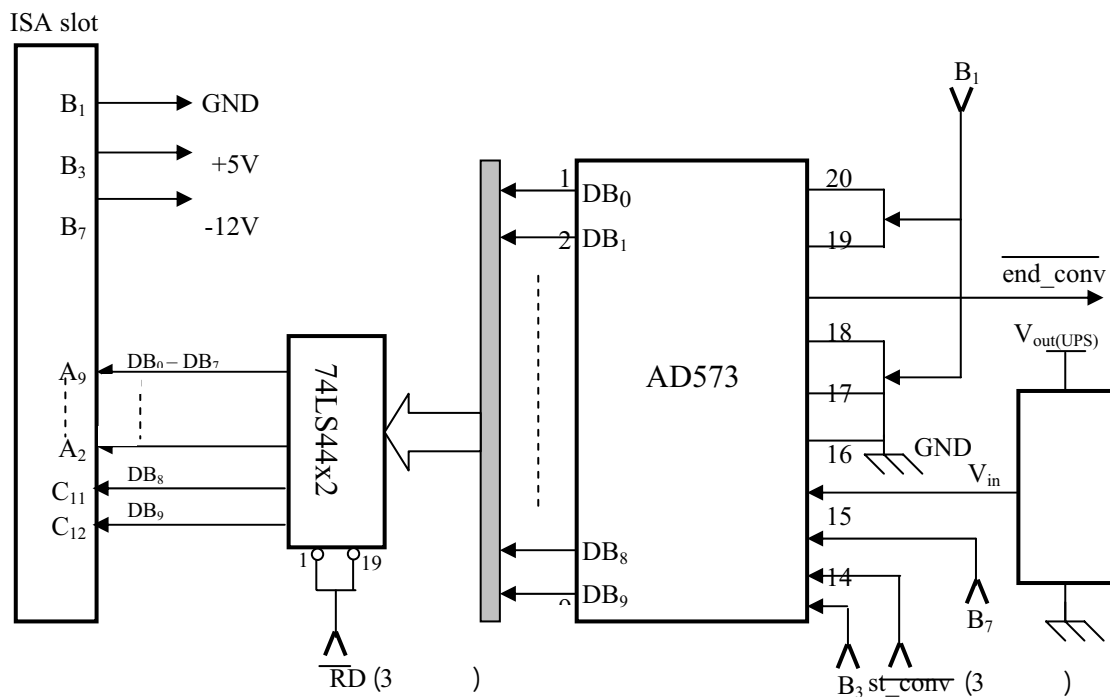 ISA slot
B₁ GND
B₃ +5V
B₇ -12V
A₉ DB₀ – DB₇
A₂
C₁₁ DB₈
C₁₂ DB₉
74LS44x2
1 19
RD (3 )
1 DB₀
2 DB₁
DB₈
DB₉
AD573
B₁
20
19
end_conv
18
17
16
GND
Vout(UPS)
Vin
15
14
B₇
B₃ st_conv (3 )